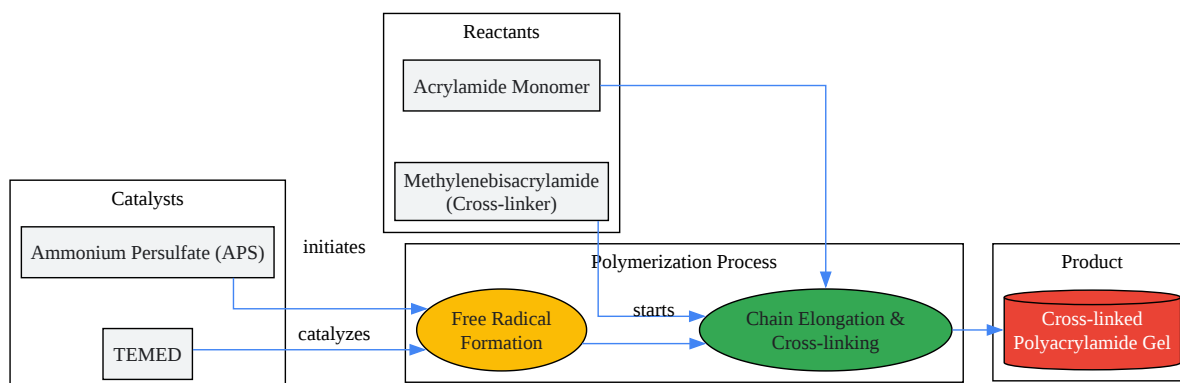 Reactants
Acrylamide Monomer
Methylenebisacrylamide
(Cross-linker)
Catalysts
Ammonium Persulfate (APS)
TEMED
initiates
catalyzes
Polymerization Process
Free Radical
Formation
starts
Chain Elongation &
Cross-linking
Product
Cross-linked
Polyacrylamide Gel